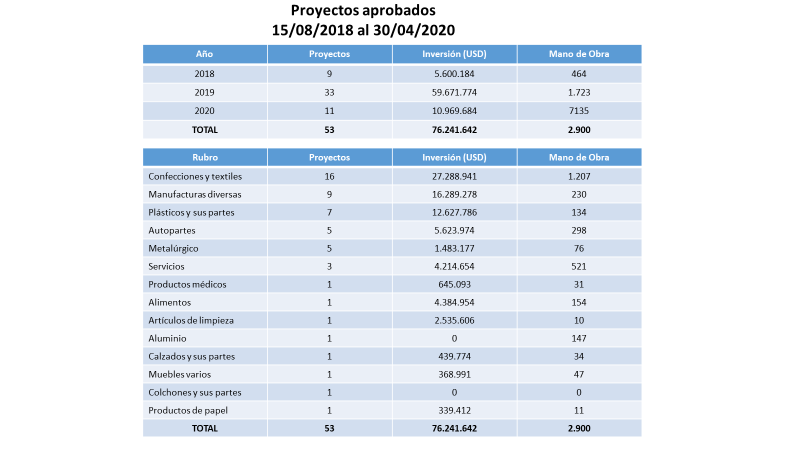 Proyectos aprobados
15/08/2018 al 30/04/2020
Año Proyectos Inversión (USD) Mano de Obra
2018 9 5.600.184 464
2019 33 59.671.774 1.723
2020 11 10.969.684 7135
TOTAL 53 76.241.642 2.900
Rubro Proyectos Inversión (USD) Mano de Obra
Confecciones y textiles 16 27.288.941 1.207
Manufacturas diversas 9 16.289.278 230
Plásticos y sus partes 7 12.627.786 134
Autopartes 5 5.623.974 298
Metalúrgico 5 1.483.177 76
Servicios 3 4.214.654 521
Productos médicos 1 645.093 31
Alimentos 1 4.384.954 154
Artículos de limpieza 1 2.535.606 10
Aluminio 1 0 147
Calzados y sus partes 1 439.774 34
Muebles varios 1 368.991 47
Colchones y sus partes 1 0 0
Productos de papel 1 339.412 11
TOTAL 53 76.241.642 2.900